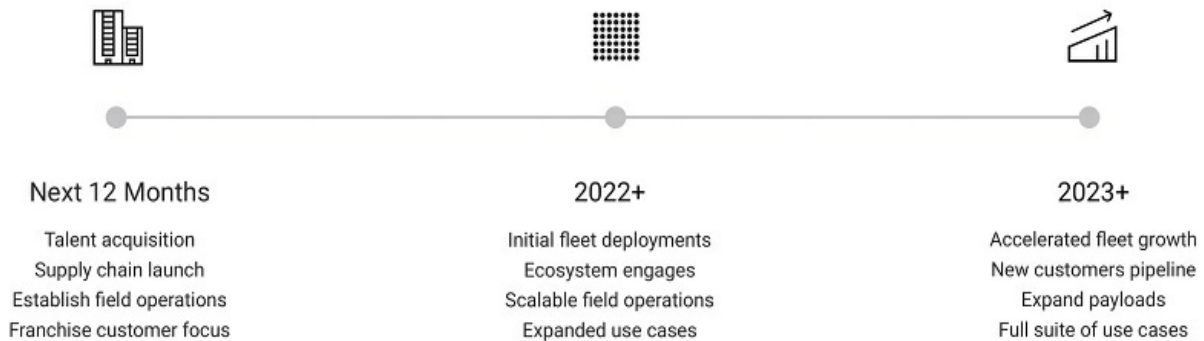 Next 12 Months
Talent acquisition
Supply chain launch
Establish field operations
Franchise customer focus
2022+
Initial fleet deployments
Ecosystem engages
Scalable field operations
Expanded use cases
2023+
Accelerated fleet growth
New customers pipeline
Expand payloads
Full suite of use cases